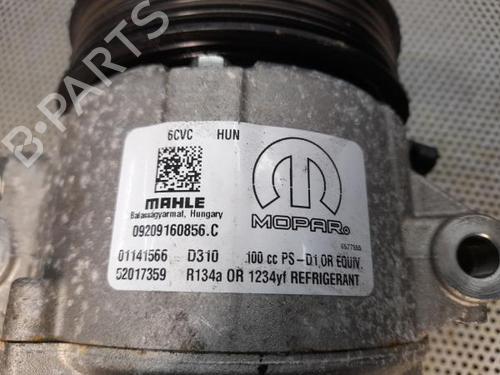 6CVC HUN
MAHLE
Balassagyarmat, Hungary
09209160856.C
MOPAR®
01141566 D310 100 cc PS-D1 OR EQUIV.
52017359 R134a OR 1234yf REFRIGERANT
B-PARTS